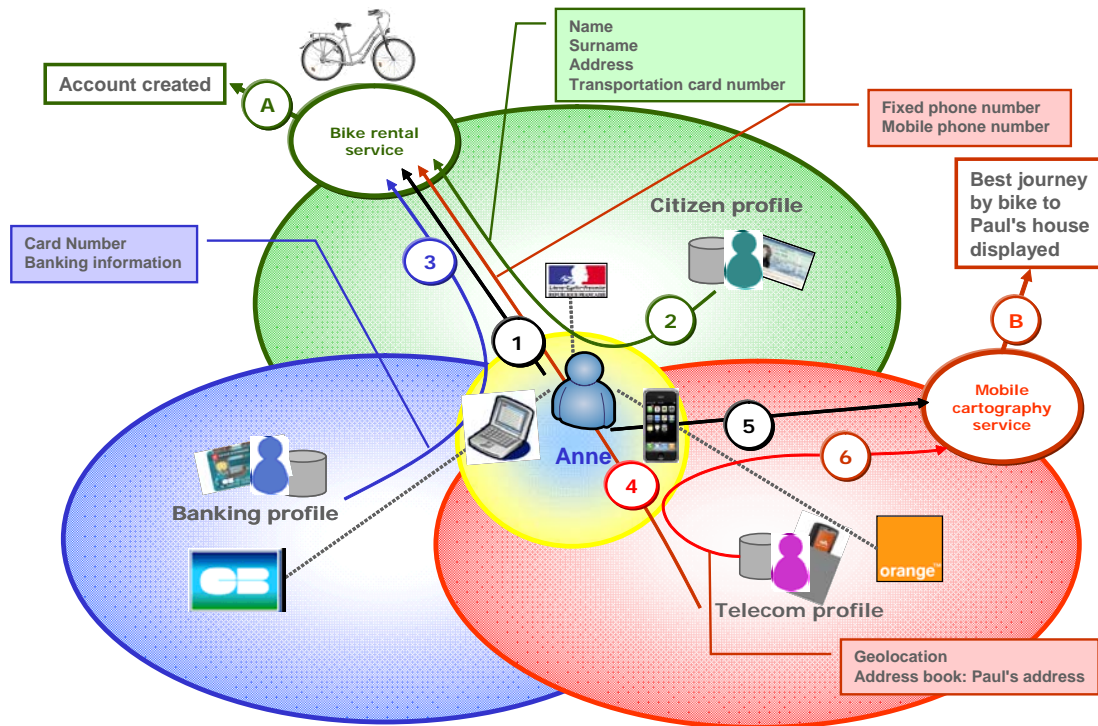 Name
Surname
Address
Transportation card number
Account created
A
Bike rental
service
Fixed phone number
Mobile phone number
Best journey
by bike to
Paul's house
displayed
Citizen profile
Card Number
Banking information
3
2
B
1
Mobile
cartography
service
5
Anne
6
4
Banking profile
CB
orange™
Telecom profile
Geolocation
Address book: Paul's address